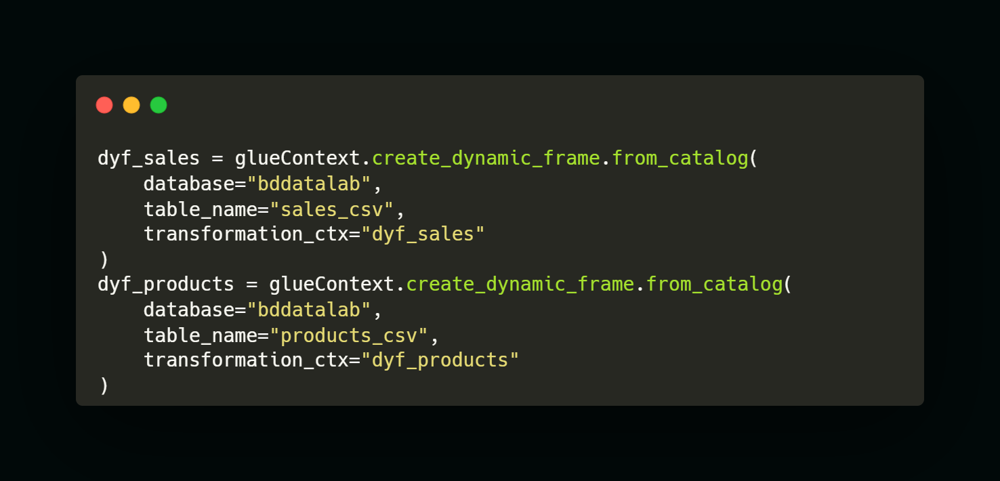 dyf_sales = glueContext.create_dynamic_frame.from_catalog(
    database="bddatalab",
    table_name="sales_csv",
    transformation_ctx="dyf_sales"
)
dyf_products = glueContext.create_dynamic_frame.from_catalog(
    database="bddatalab",
    table_name="products_csv",
    transformation_ctx="dyf_products"
)